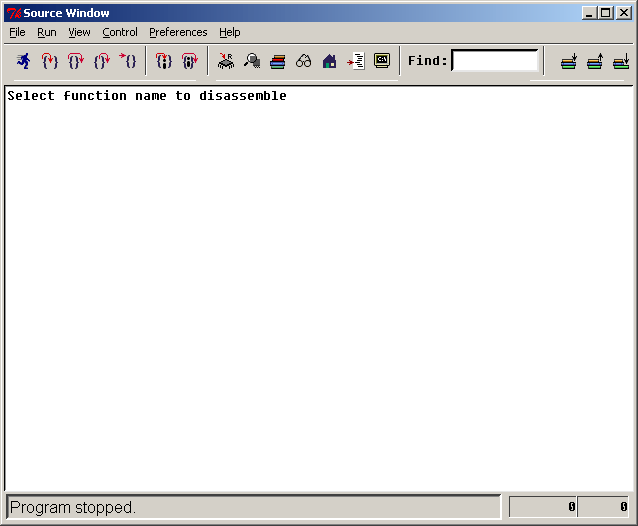 Source Window
File Run View Control Preferences Help
Find:
Select function name to disassemble
Program stopped.
0 0